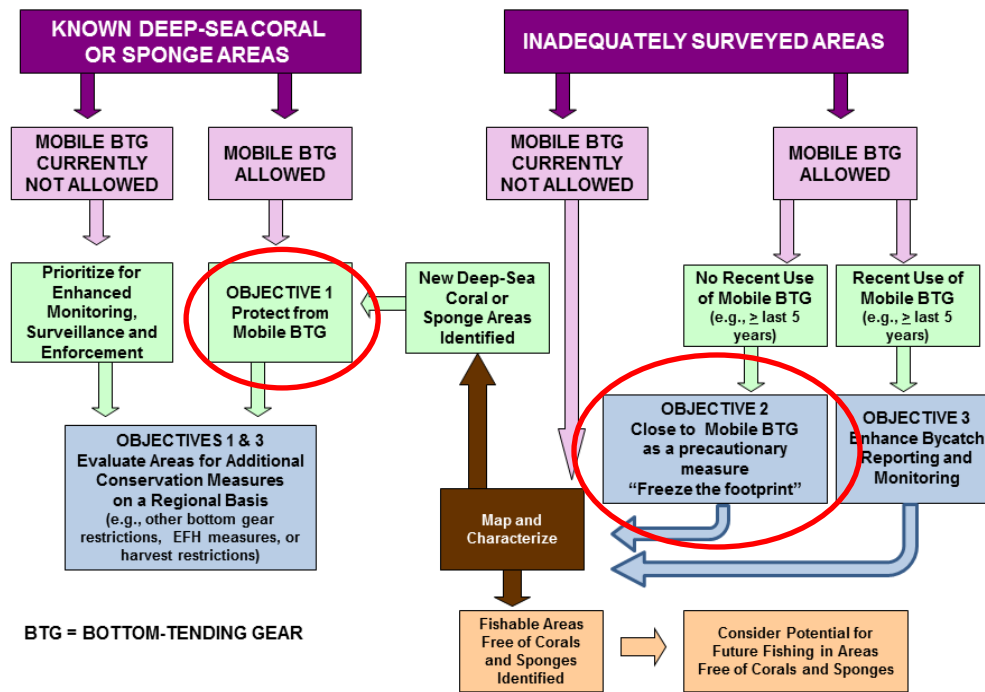 KNOWN DEEP-SEA CORAL
OR SPONGE AREAS
INADEQUATELY SURVEYED AREAS
MOBILE BTG
CURRENTLY
NOT ALLOWED
MOBILE BTG
ALLOWED
MOBILE BTG
CURRENTLY
NOT ALLOWED
MOBILE BTG
ALLOWED
Prioritize for
Enhanced
Monitoring,
Surveillance and
Enforcement
OBJECTIVE 1
Protect from
Mobile BTG
New Deep-Sea
Coral or
Sponge Areas
Identified
No Recent Use
of Mobile BTG
(e.g., ≥ last 5
years)
Recent Use of
Mobile BTG
(e.g., ≥ last 5
years)
OBJECTIVES 1 & 3
Evaluate Areas for Additional
Conservation Measures
on a Regional Basis
(e.g., other bottom gear
restrictions, EFH measures, or
harvest restrictions)
OBJECTIVE 2
Close to Mobile BTG
as a precautionary
measure
“Freeze the footprint”
OBJECTIVE 3
Enhance Bycatch
Reporting and
Monitoring
Map and
Characterize
BTG = BOTTOM-TENDING GEAR
Fishable Areas
Free of Corals
and Sponges
Identified
Consider Potential for
Future Fishing in Areas
Free of Corals and Sponges